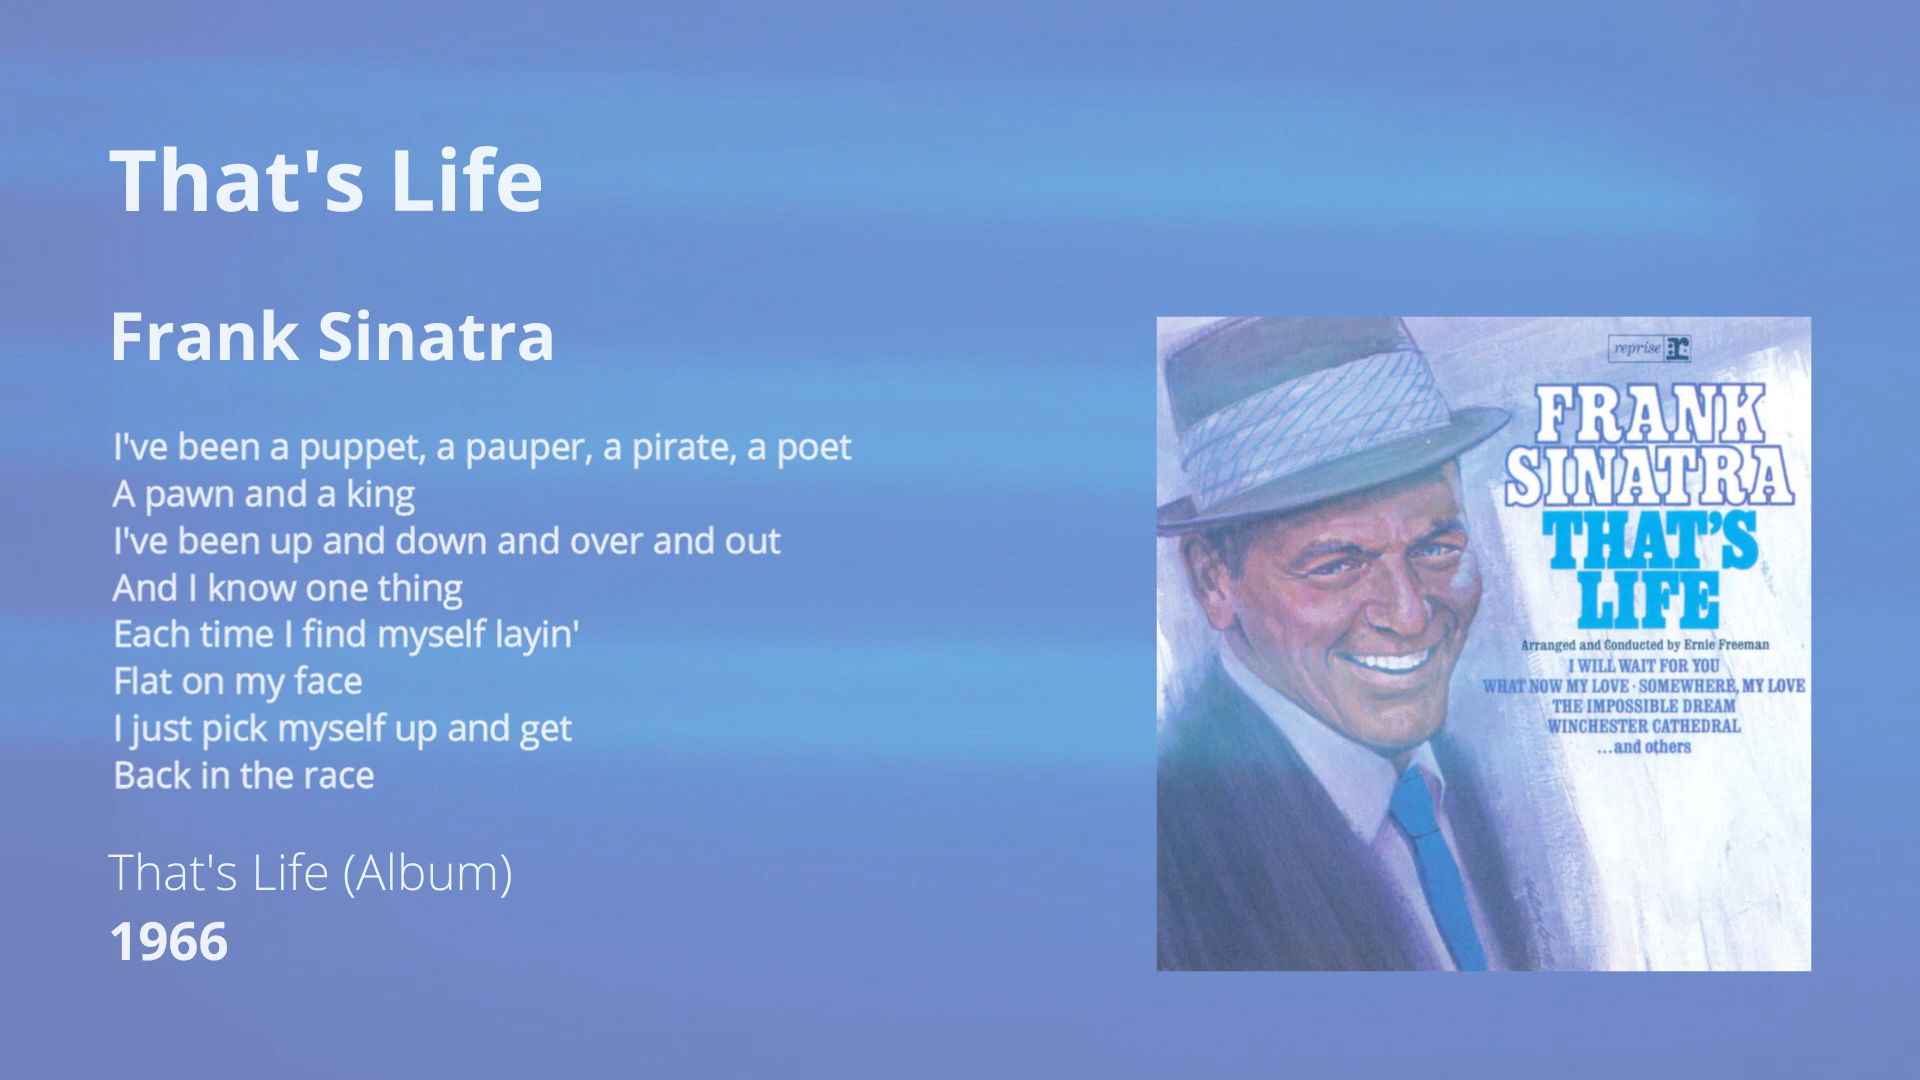 That's Life
Frank Sinatra
I've been a puppet, a pauper, a pirate, a poet
A pawn and a king
I've been up and down and over and out
And I know one thing
Each time I find myself layin'
Flat on my face
I just pick myself up and get
Back in the race
That's Life (Album)
1966
reprise r:
FRANK
SINATRA
THAT'S
LIFE
Arranged and Conducted by Ernie Freeman
I WILL WAIT FOR YOU
WHAT NOW MY LOVE · SOMEWHERE, MY LOVE
THE IMPOSSIBLE DREAM
WINCHESTER CATHEDRAL
...and others